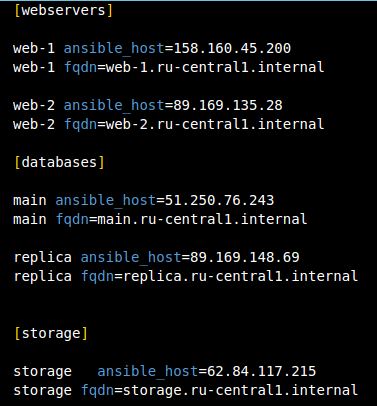 [webservers]
web-1 ansible_host=158.160.45.200
web-1 fqdn=web-1.ru-central1.internal
web-2 ansible_host=89.169.135.28
web-2 fqdn=web-2.ru-central1.internal
[databases]
main ansible_host=51.250.76.243
main fqdn=main.ru-central1.internal
replica ansible_host=89.169.148.69
replica fqdn=replica.ru-central1.internal
[storage]
storage   ansible_host=62.84.117.215
storage fqdn=storage.ru-central1.internal